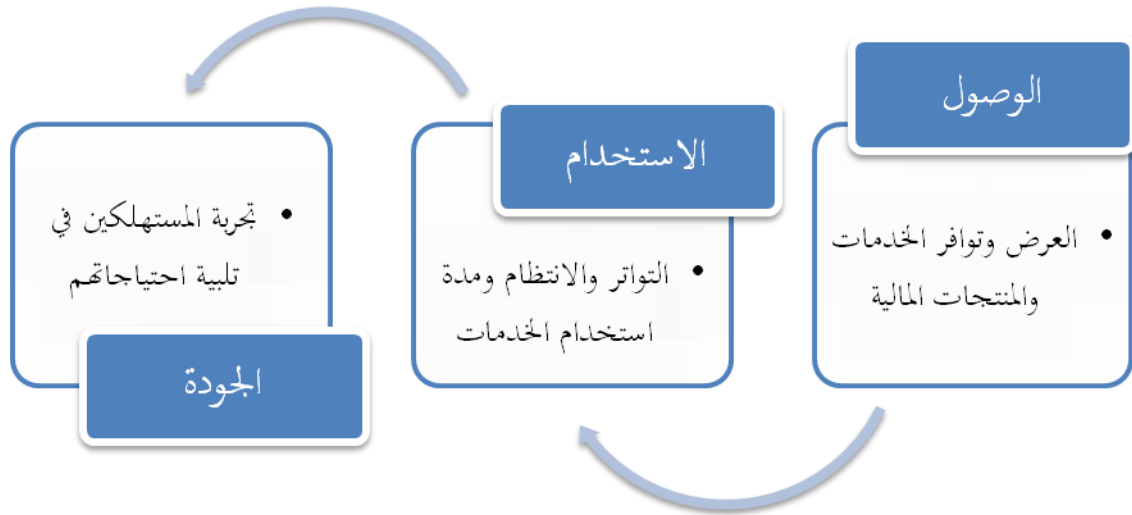 الوصول
• العرض وتوافر الخدمات
والمنتجات المالية
الاستخدام
• التواتر والانتظام ومدة
استخدام الخدمات
• تجربة المستهلكين في
تلبية احتياجاتهم
الجودة